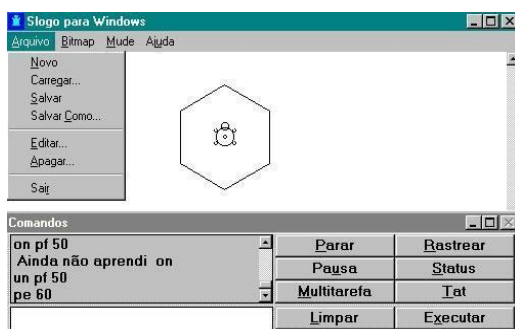 Slogo para Windows
Arquivo Bitmap Mude Ajuda
Novo
Carregar...
Salvar
Salvar Como...
Editar...
Apagar...
Sair
Comandos
on pf 50
Ainda não aprendi on
un pf 50
pe 60
Parar Rastrear
Pausa Status
Multitarefa Tat
Limpar Executar